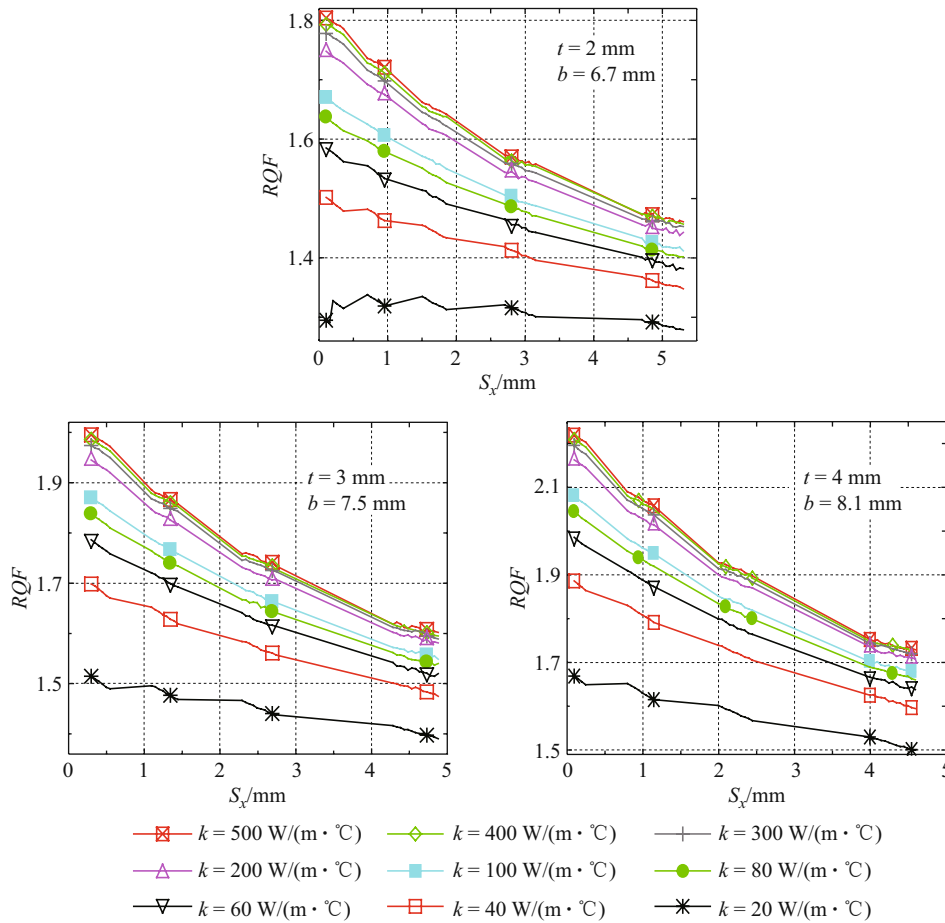 1.8
1.6
1.4
RQF
t = 2 mm
b = 6.7 mm
0 1 2 3 4 5
Sx/mm
1.9
1.7
1.5
RQF
t = 3 mm
b = 7.5 mm
0 1 2 3 4 5
Sx/mm
2.1
1.9
1.7
1.5
RQF
t = 4 mm
b = 8.1 mm
0 1 2 3 4 5
Sx/mm
k = 500 W/(m · ℃) k = 400 W/(m · ℃) k = 300 W/(m · ℃)
k = 200 W/(m · ℃) k = 100 W/(m · ℃) k = 80 W/(m · ℃)
k = 60 W/(m · ℃) k = 40 W/(m · ℃) k = 20 W/(m · ℃)